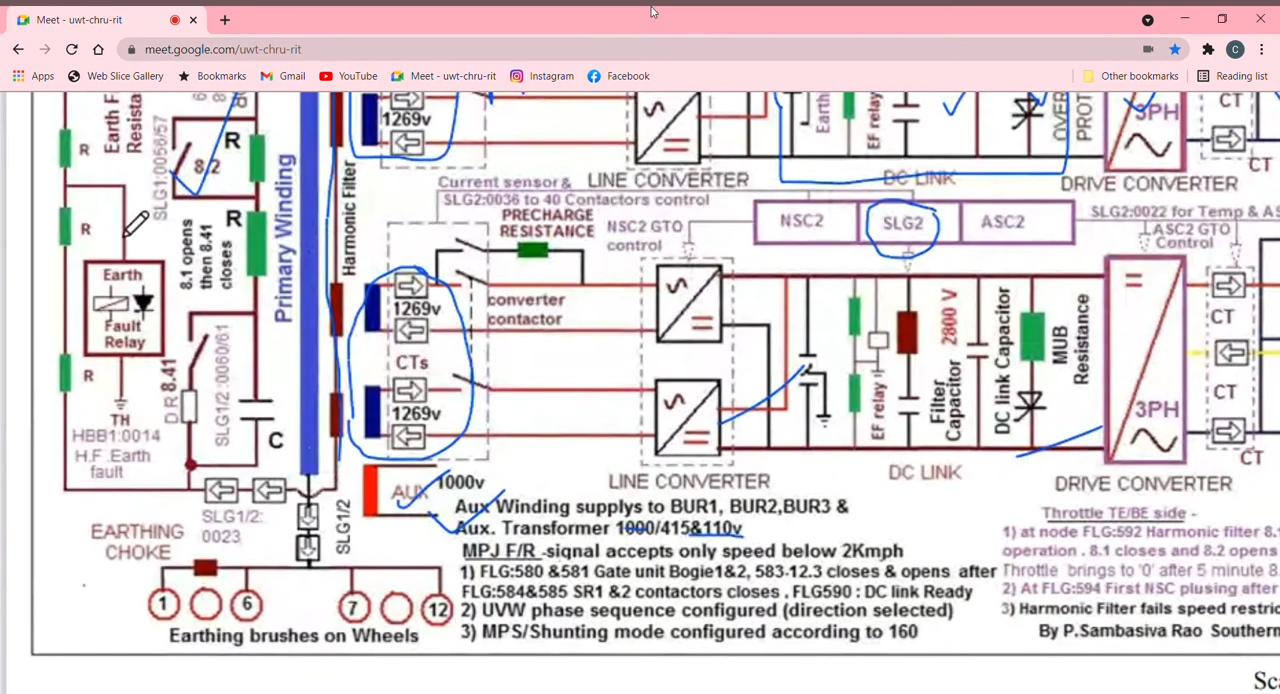 Meet - uwt-chru-rit
meet.google.com/uwt-chru-rit
C
Apps
Web Slice Gallery
Bookmarks
Gmail
YouTube
Meet - uwt-chru-rit
Instagram
Facebook
Other bookmarks
Reading list
R
Earth F
Resista
SLG1:0056/57
8.2
R
1269v
Earth
EF relay
OVER
PROT
3PH
CT
CT
Current sensor &
SLG2:0036 to 40 Contactors control
LINE CONVERTER
DC LINK
DRIVE CONVERTER
R
R
8.1 opens
then 8.41
closes
Primary Winding
Harmonic Filter
PRECHARGE
RESISTANCE
NSC2 GTO
control
NSC2
SLG2
ASC2
SLG2:0022 for Temp & AS
ASC2 GTO
Control
Earth
Fault
Relay
1269v
converter
contactor
CTs
1269v
EF relay
Filter
Capacitor
2800 V
DC link Capacitor
MUB
Resistance
3PH
CT
CT
CT
R
D R 8.41
SLG1/2 :0060/61
C
TH
HBB1:0014
H.F. Earth
fault
LINE CONVERTER
DC LINK
DRIVE CONVERTER
AUX
1000v
SLG1/2:
0023
SLG1/2
EARTHING
CHOKE
Aux Winding supplys to BUR1, BUR2,BUR3 &
Aux. Transformer 1000/415&110v
MPJ F/R -signal accepts only speed below 2Kmph
1) FLG:580 &581 Gate unit Bogie1&2, 583-12.3 closes & opens after
FLG:584&585 SR1 &2 contactors closes . FLG590 : DC link Ready
2) UVW phase sequence configured (direction selected)
3) MPS/Shunting mode configured according to 160
Throttle TE/BE side -
1) at node FLG:592 Harmonic filter 8.
operation . 8.1 closes and 8.2 opens
Throttle brings to '0' after 5 minute 8.
2) At FLG:594 First NSC plusing after
3) Harmonic Filter fails speed restric
By P.Sambasiva Rao Southern
1
6
7
12
Earthing brushes on Wheels
Sc